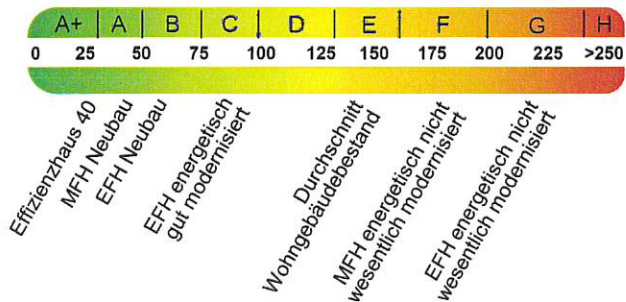 A+ A B C D E F G H
0 25 50 75 100 125 150 175 200 225 >250
Effizienzhaus 40
MFH Neubau
EFH Neubau
EFH energetisch
gut modernisiert
Durchschnitt
Wohngebäudebestand
MFH energetisch nicht
wesentlich modernisiert
EFH energetisch nicht
wesentlich modernisiert